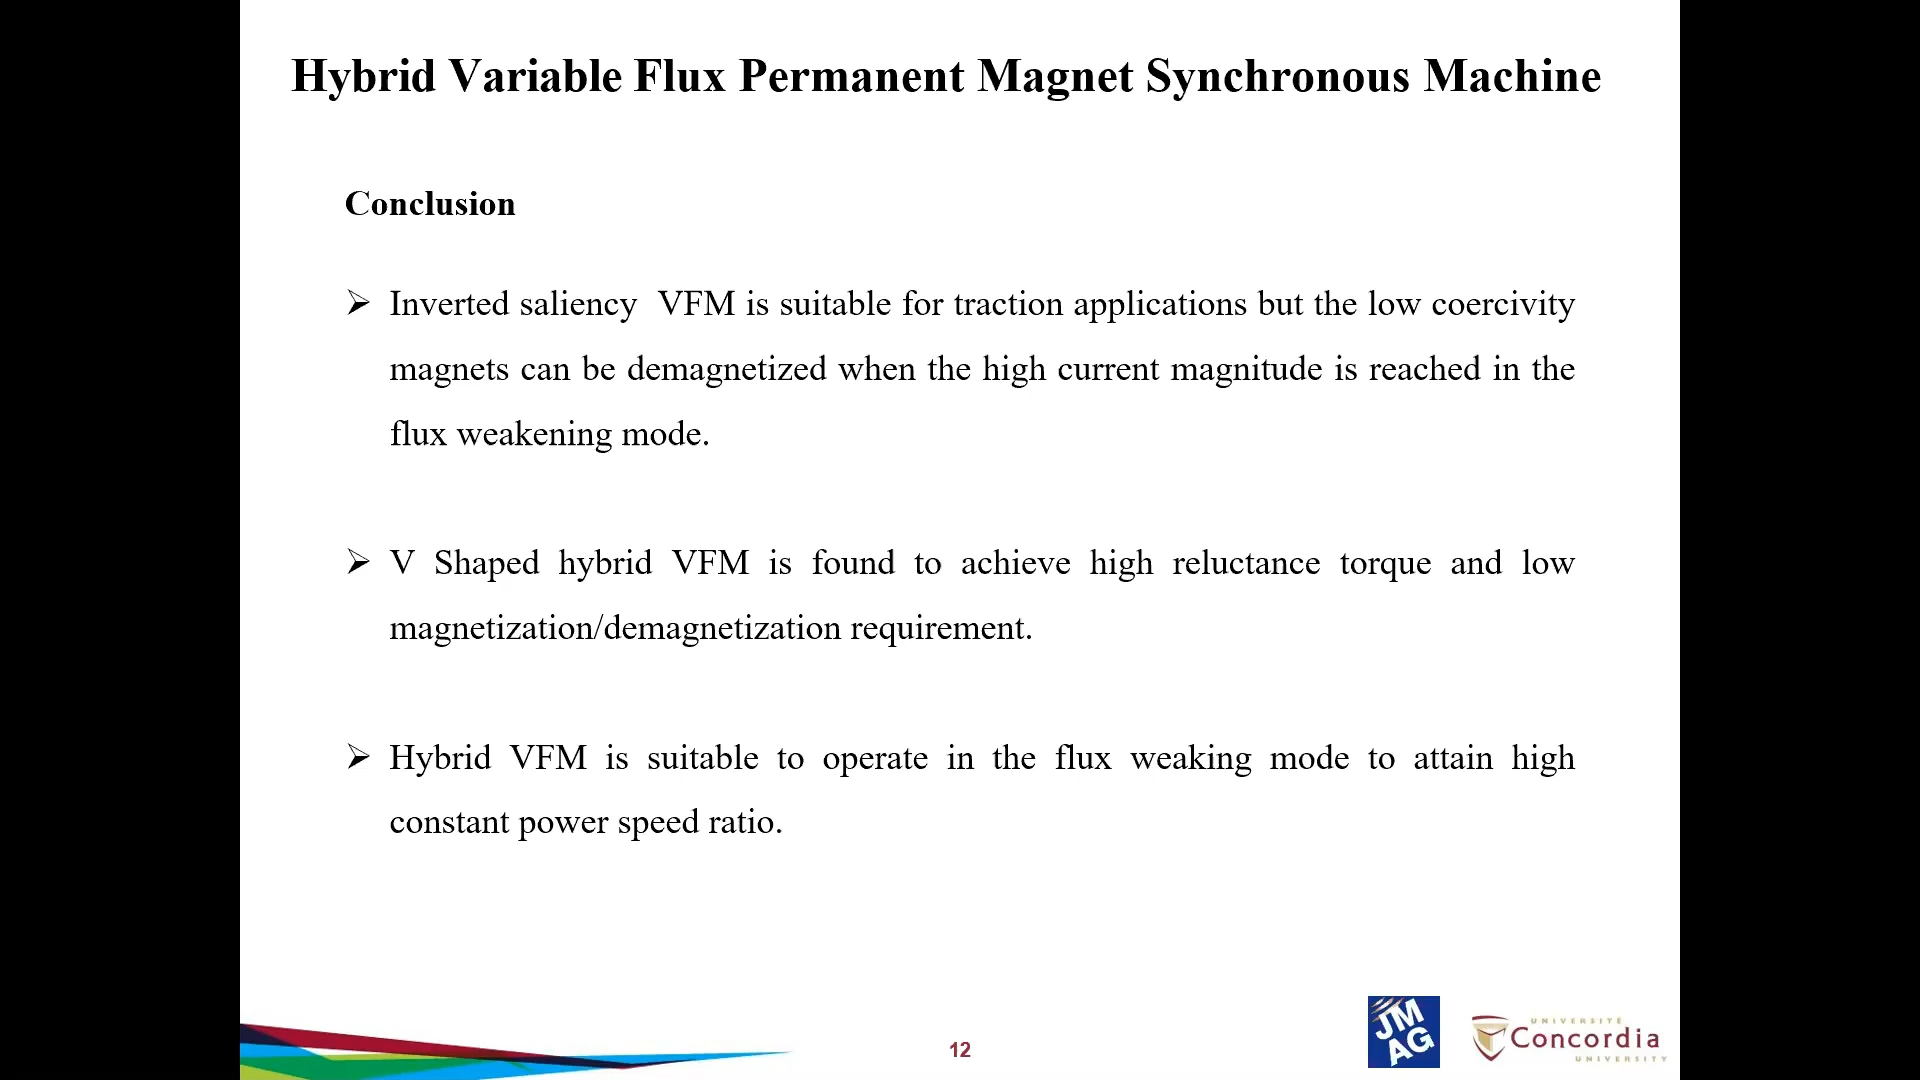 Hybrid Variable Flux Permanent Magnet Synchronous Machine
Conclusion
➢ Inverted saliency  VFM is suitable for traction applications but the low coercivity
magnets can be demagnetized when the high current magnitude is reached in the
flux weakening mode.
➢ V Shaped hybrid VFM is found to achieve high reluctance torque and low
magnetization/demagnetization requirement.
➢ Hybrid VFM is suitable to operate in the flux weaking mode to attain high
constant power speed ratio.
12
JM
AG
UNIVERSITÉ
Concordia
UNIVERSITY